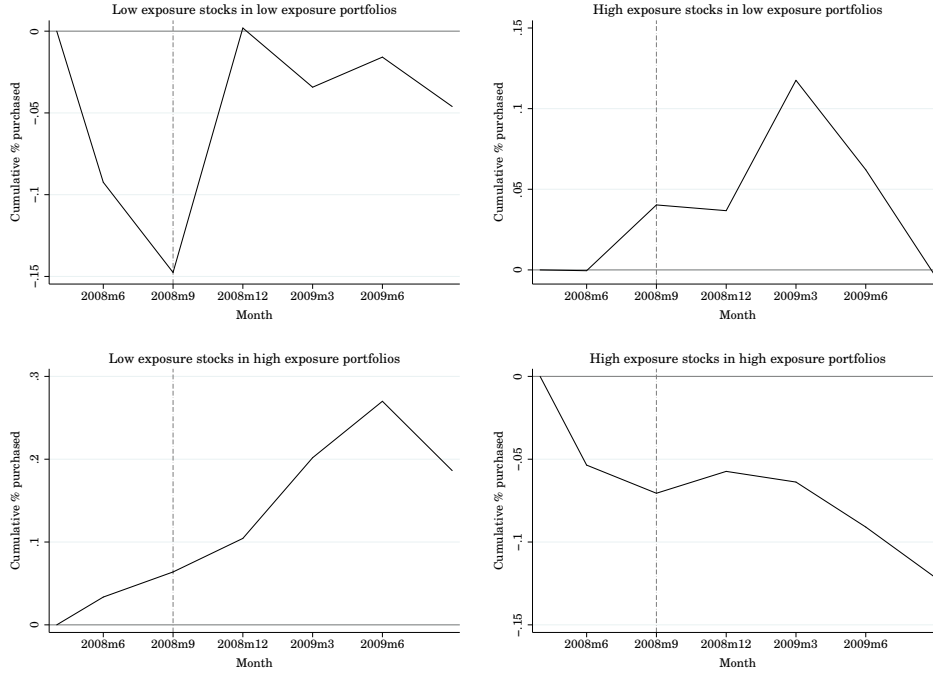 Low exposure stocks in low exposure portfolios
Cumulative % purchased
0
-.05
-.1
-.15
2008m6 2008m9 2008m12 2009m3 2009m6
Month
High exposure stocks in low exposure portfolios
Cumulative % purchased
.15
.1
.05
0
2008m6 2008m9 2008m12 2009m3 2009m6
Month
Low exposure stocks in high exposure portfolios
Cumulative % purchased
.3
.2
.1
0
2008m6 2008m9 2008m12 2009m3 2009m6
Month
High exposure stocks in high exposure portfolios
Cumulative % purchased
0
-.05
-.1
-.15
2008m6 2008m9 2008m12 2009m3 2009m6
Month